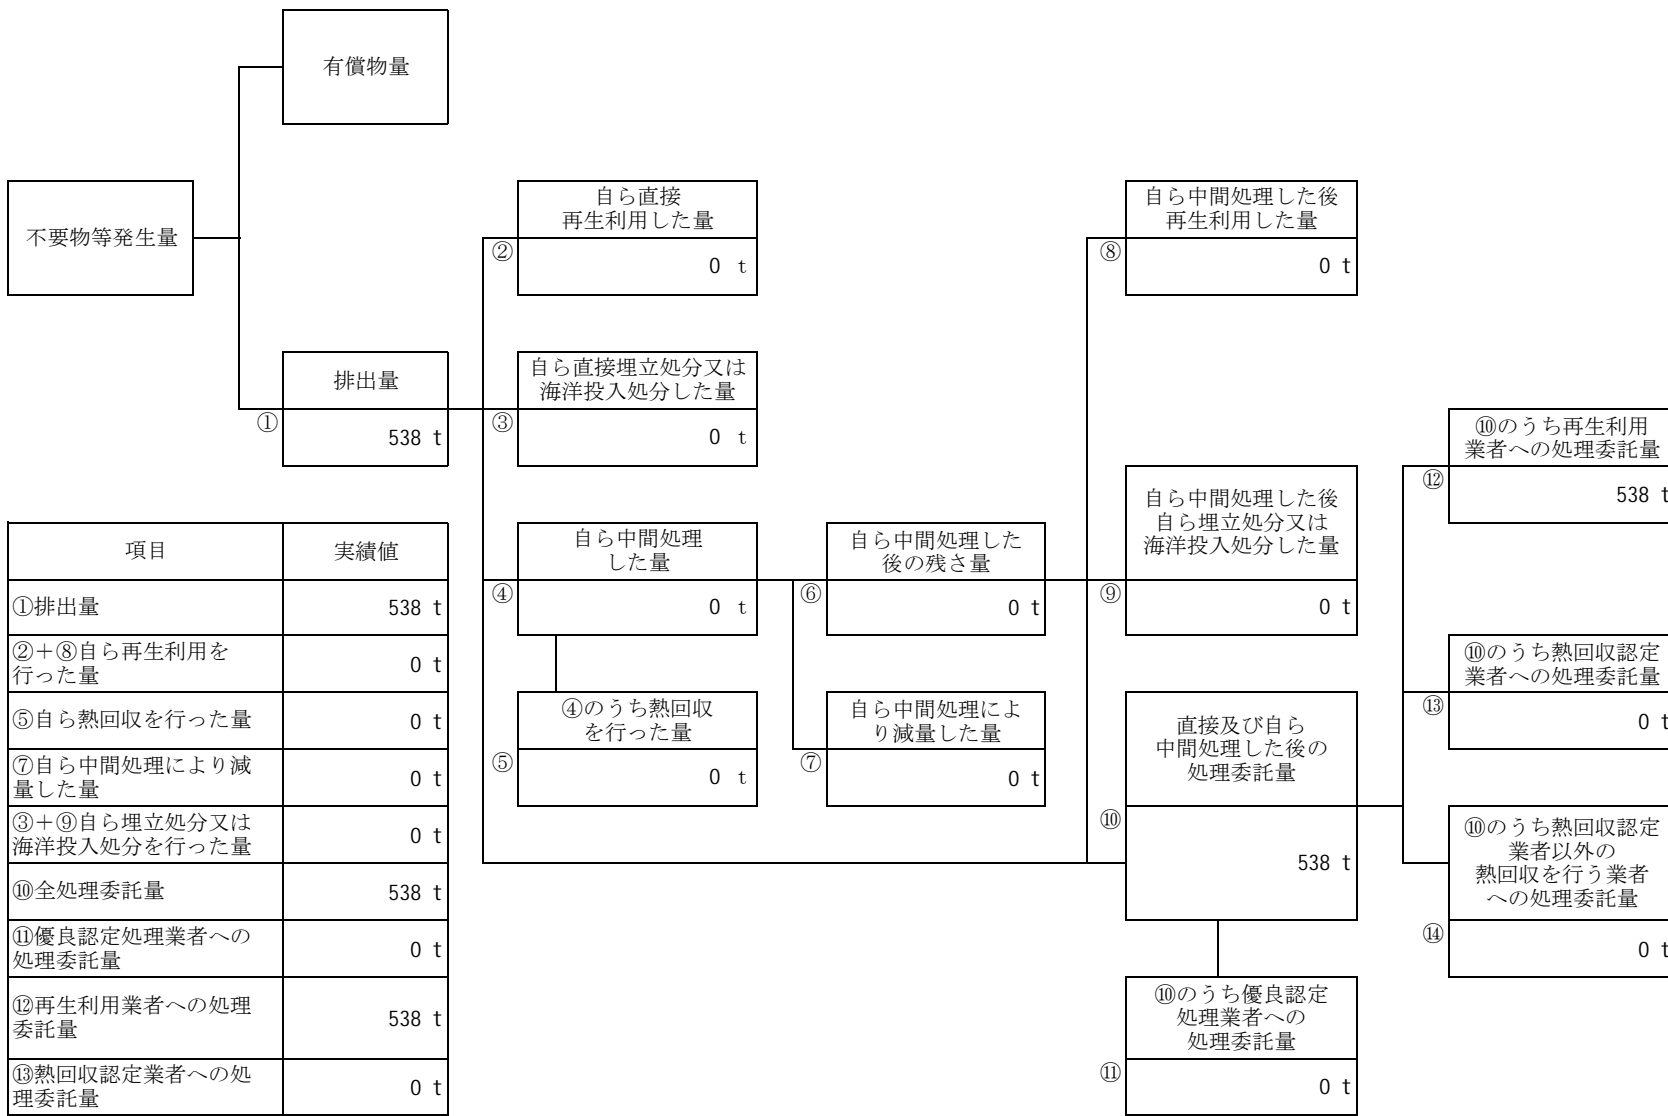 有償物量
不要物等発生量
自ら直接
再生利用した量
②
0 t
自ら中間処理した後
再生利用した量
⑧
0 t
排出量
①
538 t
自ら直接埋立処分又は
海洋投入処分した量
③
0 t
⑩のうち再生利用
業者への処理委託量
⑫
538 t
自ら中間処理
した量
④
0 t
自ら中間処理した
後の残さ量
⑥
0 t
自ら中間処理した後
自ら埋立処分又は
海洋投入処分した量
⑨
0 t
④のうち熱回収
を行った量
⑤
0 t
自ら中間処理によ
り減量した量
⑦
0 t
直接及び自ら
中間処理した後の
処理委託量
⑩
538 t
⑩のうち熱回収認定
業者への処理委託量
⑬
0 t
⑩のうち熱回収認定
業者以外の
熱回収を行う業者
への処理委託量
⑭
0 t
⑩のうち優良認定
処理業者への
処理委託量
⑪
0 t
項目 実績値
①排出量 538 t
②+⑧自ら再生利用を
行った量 0 t
⑤自ら熱回収を行った量 0 t
⑦自ら中間処理により減
量した量 0 t
③+⑨自ら埋立処分又は
海洋投入処分を行った量 0 t
⑩全処理委託量 538 t
⑪優良認定処理業者への
処理委託量 0 t
⑫再生利用業者への処理
委託量 538 t
⑬熱回収認定業者への処
理委託量 0 t